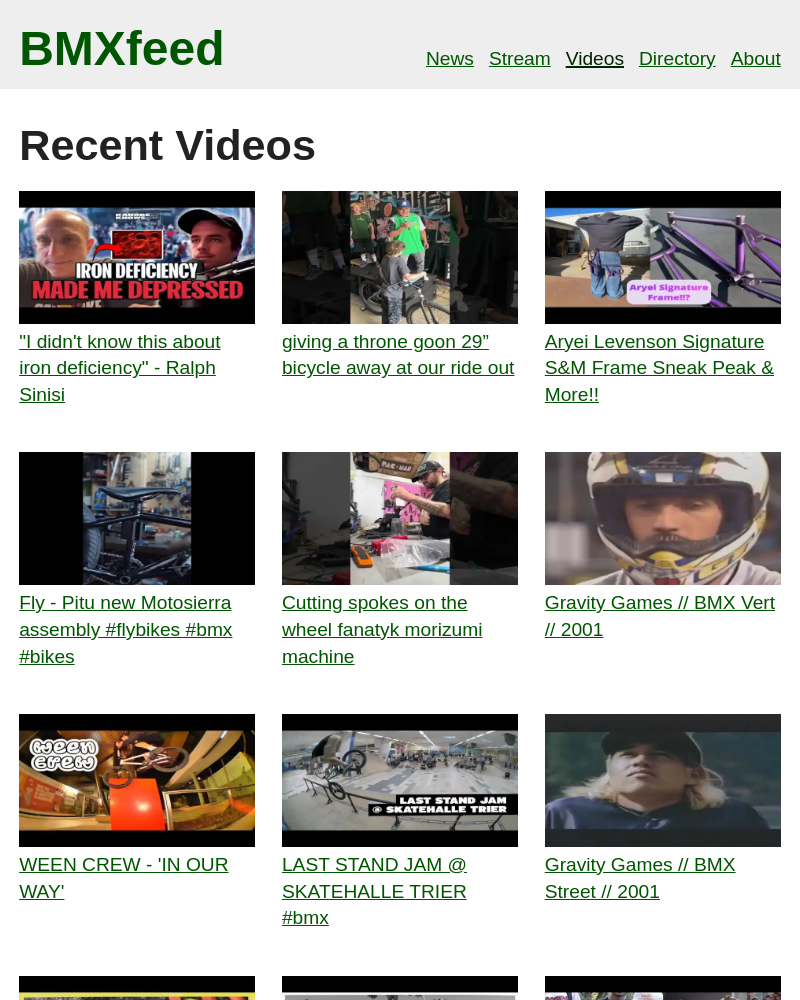 BMXfeed
News Stream Videos Directory About
Recent Videos
IRON DEFICIENCY
MADE ME DEPRESSED
"I didn't know this about
iron deficiency" - Ralph
Sinisi
giving a throne goon 29”
bicycle away at our ride out
Aryei Signature
Frame!!?
Aryei Levenson Signature
S&M Frame Sneak Peak &
More!!
Fly - Pitu new Motosierra
assembly #flybikes #bmx
#bikes
PAC-MAN
Cutting spokes on the
wheel fanatyk morizumi
machine
Gravity Games // BMX Vert
// 2001
WEEN
CREW
WEEN CREW - 'IN OUR
WAY'
LAST STAND JAM
@ SKATEHALLE TRIER
LAST STAND JAM @
SKATEHALLE TRIER
#bmx
Gravity Games // BMX
Street // 2001